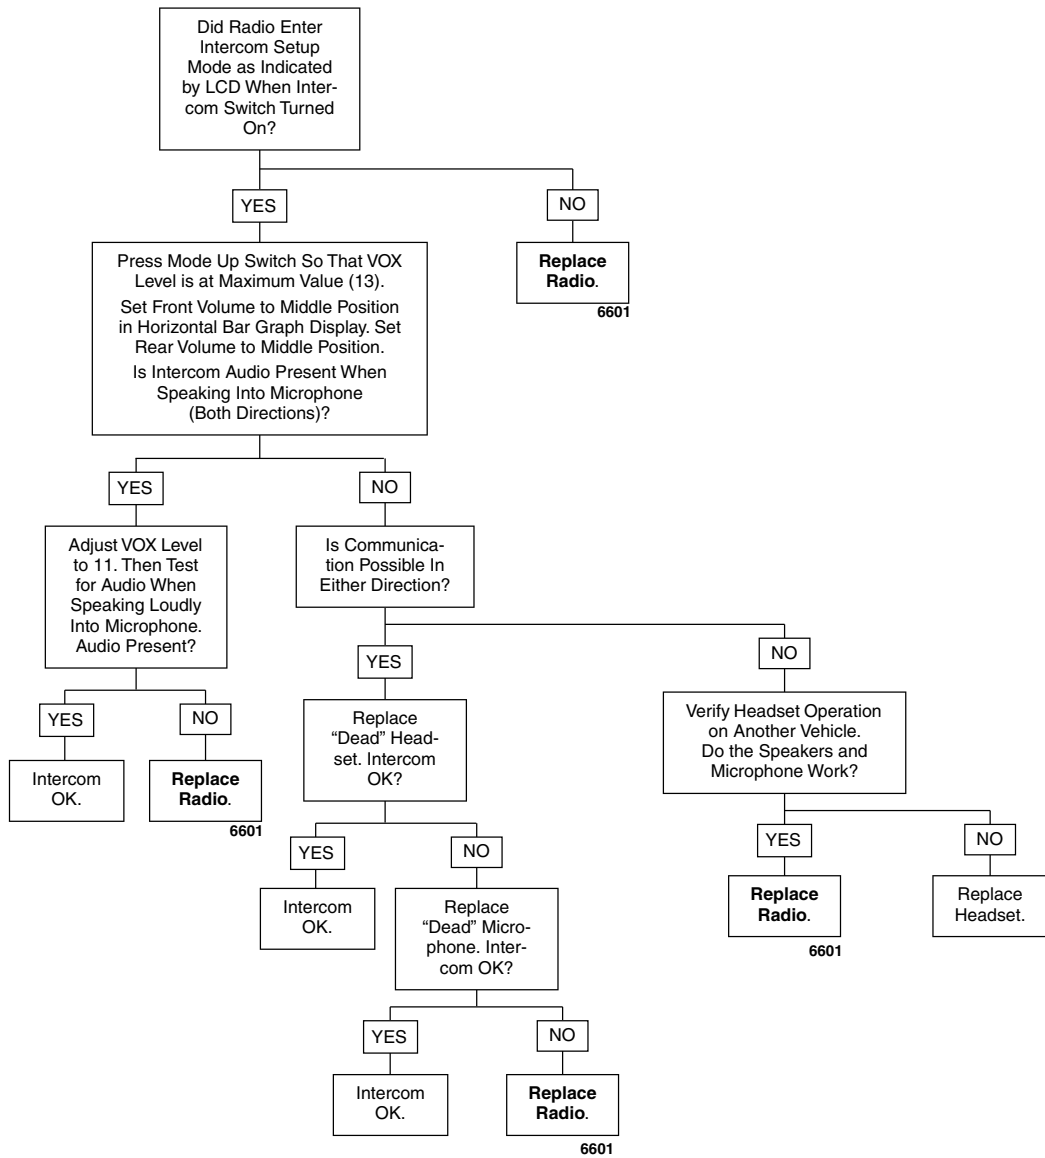 Did Radio Enter
Intercom Setup
Mode as Indicated
by LCD When Inter-
com Switch Turned
On?
YES
NO
Press Mode Up Switch So That VOX
Level is at Maximum Value (13).
Set Front Volume to Middle Position
in Horizontal Bar Graph Display. Set
Rear Volume to Middle Position.
Is Intercom Audio Present When
Speaking Into Microphone
(Both Directions)?
Replace
Radio.
6601
YES
NO
Adjust VOX Level
to 11. Then Test
for Audio When
Speaking Loudly
Into Microphone.
Audio Present?
Is Communica-
tion Possible In
Either Direction?
YES
NO
YES
NO
Intercom
OK.
Replace
Radio.
6601
Replace
“Dead” Head-
set. Intercom
OK?
Verify Headset Operation
on Another Vehicle.
Do the Speakers and
Microphone Work?
YES
NO
YES
NO
Intercom
OK.
Replace
“Dead” Micro-
phone. Inter-
com OK?
Replace
Radio.
6601
Replace
Headset.
YES
NO
Intercom
OK.
Replace
Radio.
6601